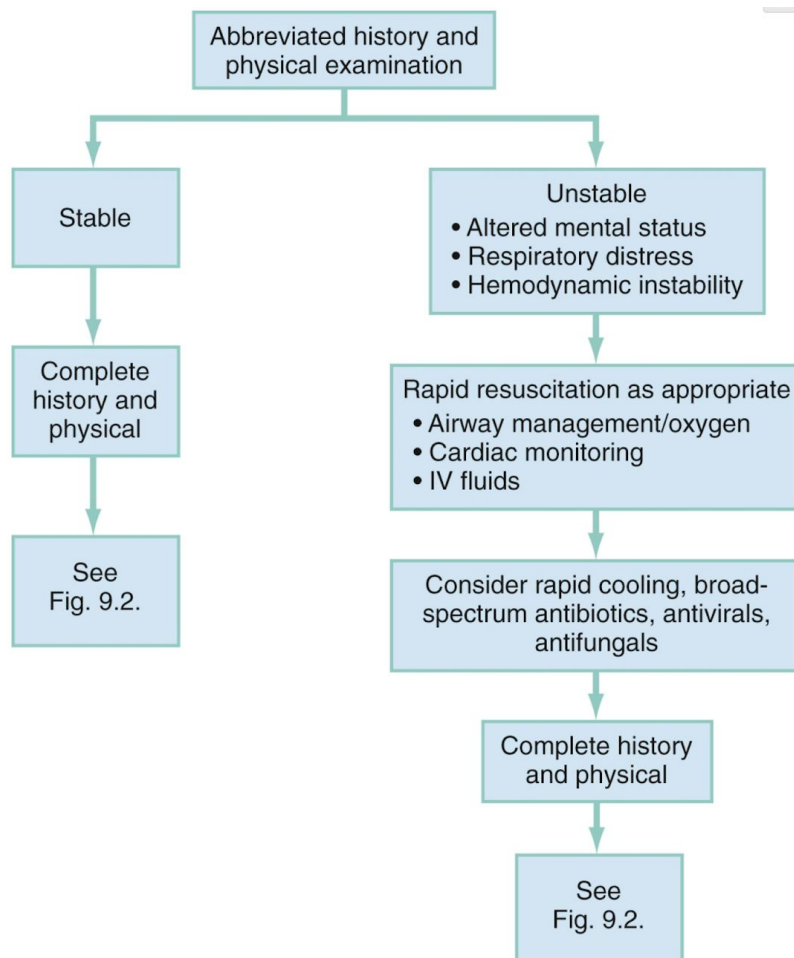 Abbreviated history and
physical examination
Stable
Complete
history and
physical
See
Fig. 9.2.
Unstable
• Altered mental status
• Respiratory distress
• Hemodynamic instability
Rapid resuscitation as appropriate
• Airway management/oxygen
• Cardiac monitoring
• IV fluids
Consider rapid cooling, broad-
spectrum antibiotics, antivirals,
antifungals
Complete history
and physical
See
Fig. 9.2.